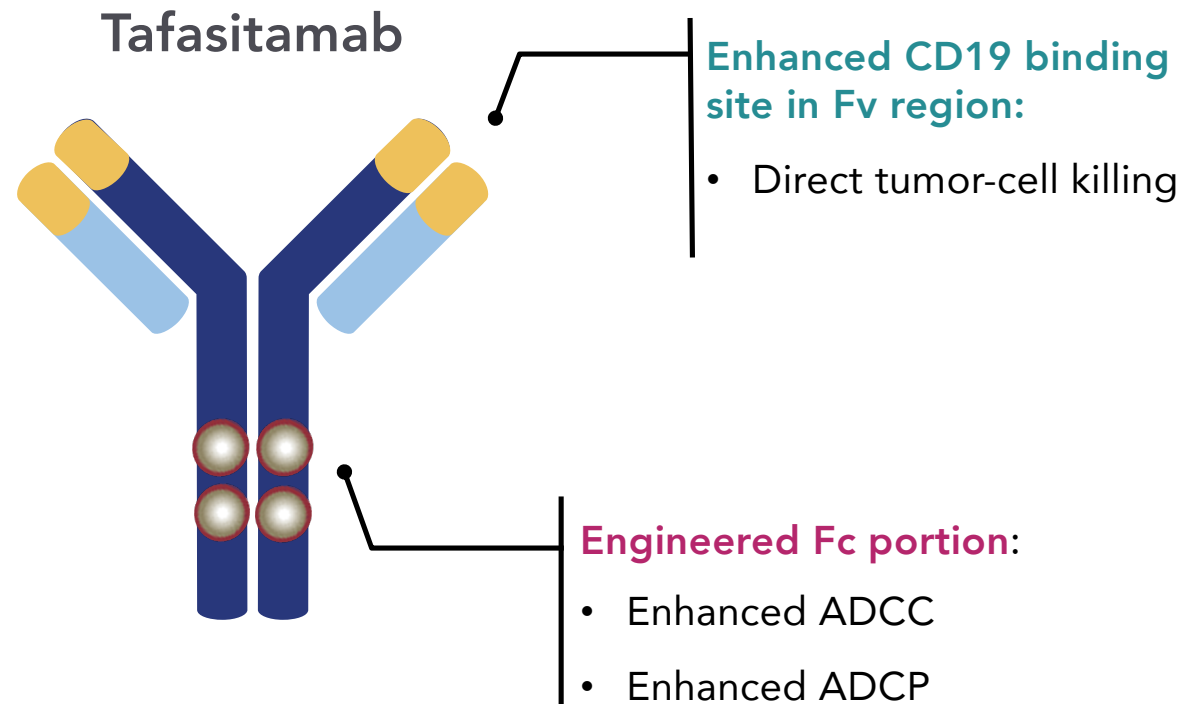 Tafasitamab
Enhanced CD19 binding
site in Fv region:
• Direct tumor-cell killing
Engineered Fc portion:
• Enhanced ADCC
• Enhanced ADCP